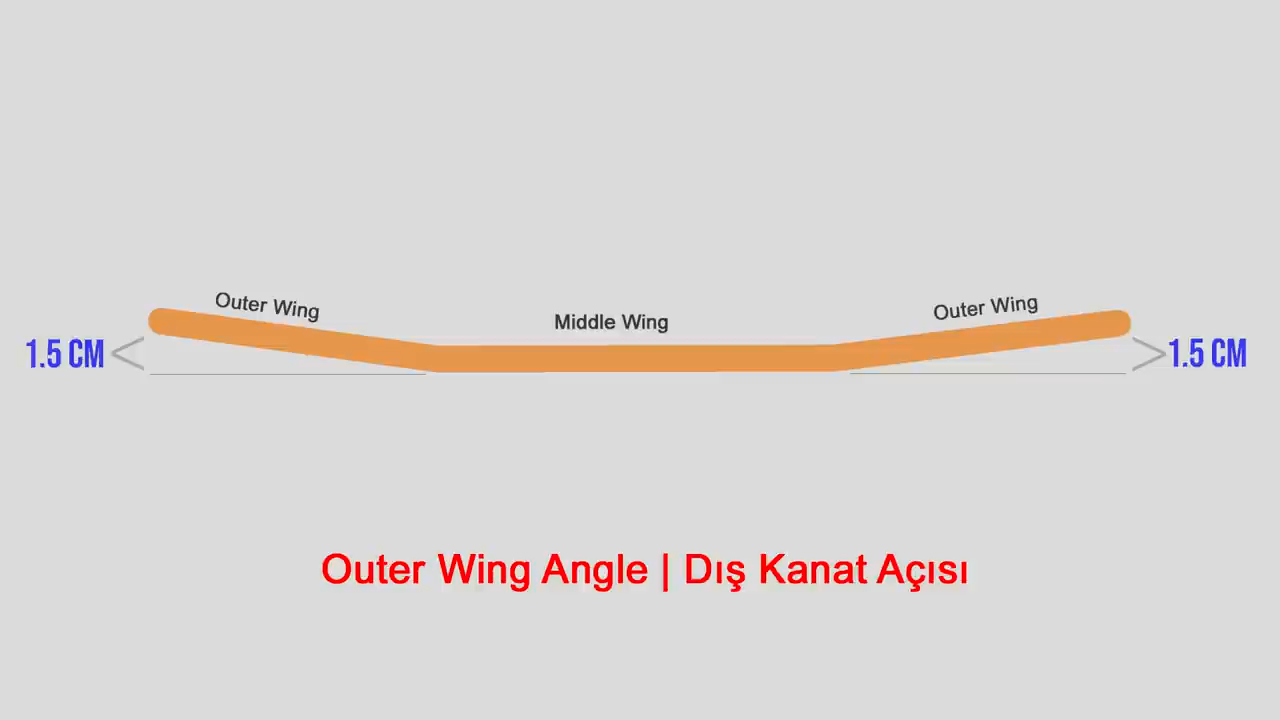 Outer Wing
Middle Wing
Outer Wing
1.5 CM
1.5 CM
Outer Wing Angle | Dış Kanat Açısı